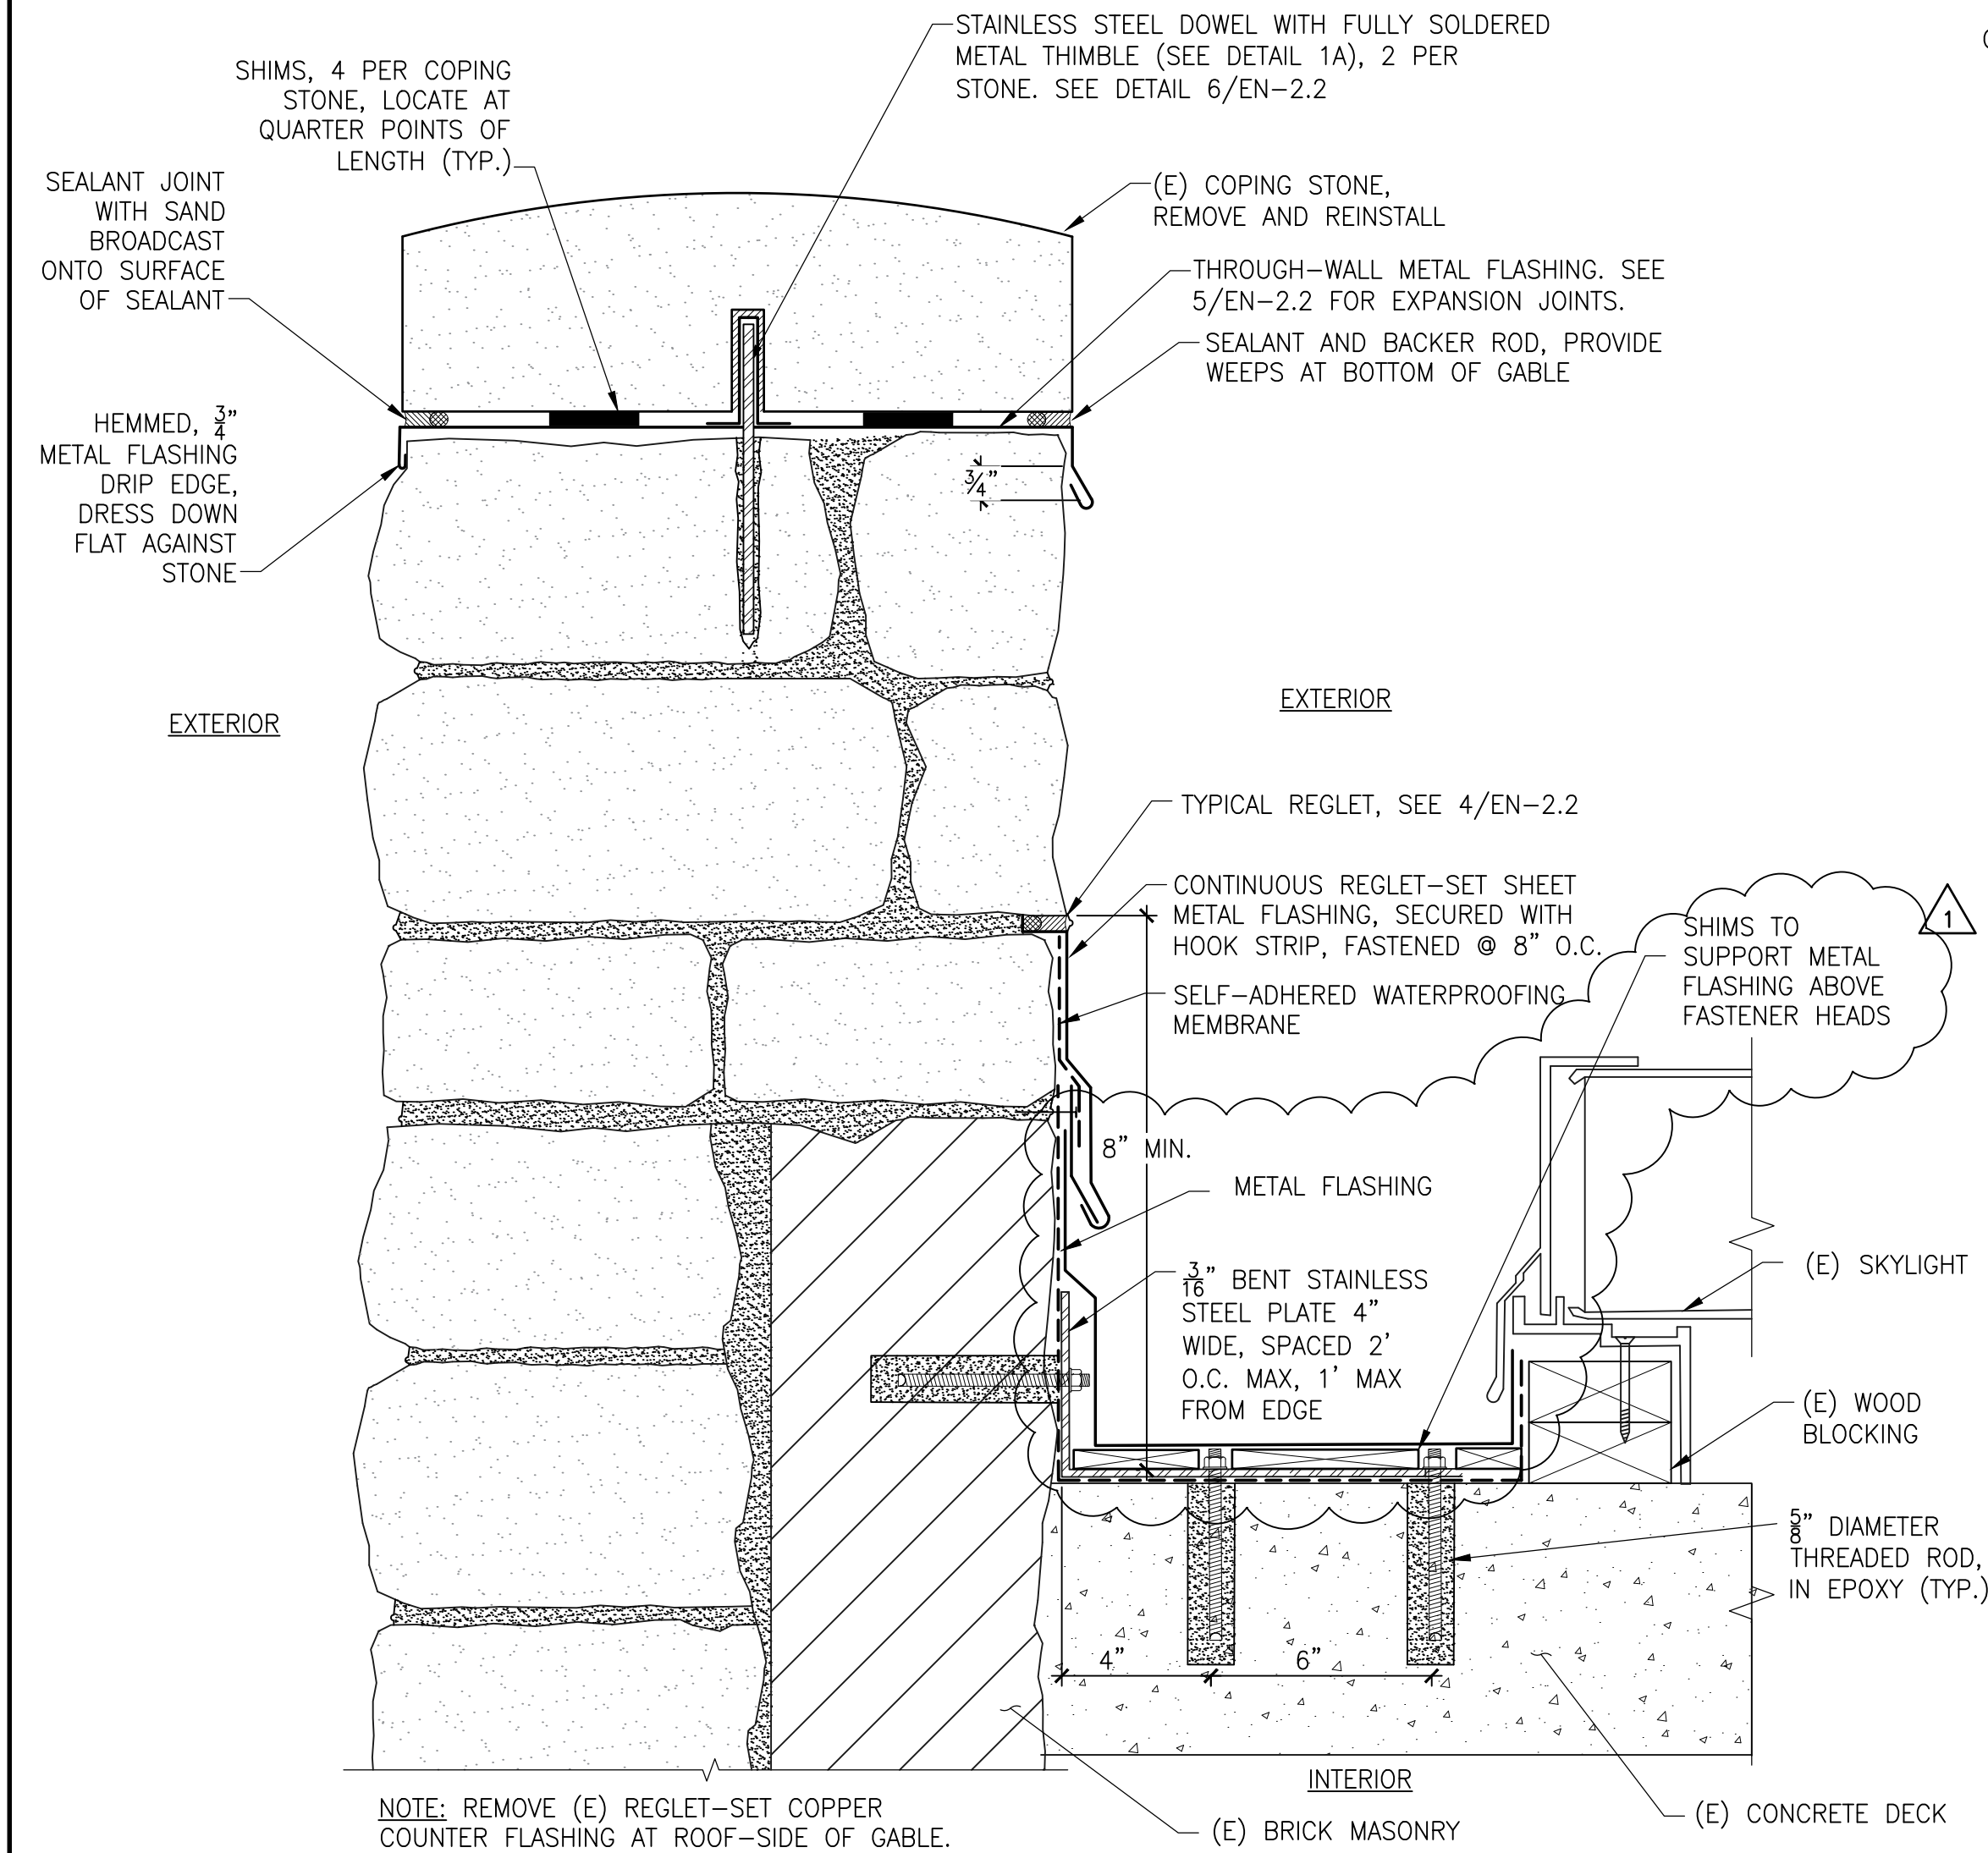 STAINLESS STEEL DOWEL WITH FULLY SOLDERED
METAL THIMBLE (SEE DETAIL 1A), 2 PER
STONE. SEE DETAIL 6/EN-2.2
SHIMS, 4 PER COPING
STONE, LOCATE AT
QUARTER POINTS OF
LENGTH (TYP.)
SEALANT JOINT
WITH SAND
BROADCAST
ONTO SURFACE
OF SEALANT
(E) COPING STONE,
REMOVE AND REINSTALL
THROUGH-WALL METAL FLASHING. SEE
5/EN-2.2 FOR EXPANSION JOINTS.
SEALANT AND BACKER ROD, PROVIDE
WEEPS AT BOTTOM OF GABLE
HEMMED, 3/4"
METAL FLASHING
DRIP EDGE,
DRESS DOWN
FLAT AGAINST
STONE
3/4"
EXTERIOR
EXTERIOR
TYPICAL REGLET, SEE 4/EN-2.2
CONTINUOUS REGLET-SET SHEET
METAL FLASHING, SECURED WITH
HOOK STRIP, FASTENED @ 8" O.C.
SELF-ADHERED WATERPROOFING
MEMBRANE
SHIMS TO
SUPPORT METAL
FLASHING ABOVE
FASTENER HEADS
1
8" MIN.
METAL FLASHING
3/16" BENT STAINLESS
STEEL PLATE 4"
WIDE, SPACED 2'
O.C. MAX, 1' MAX
FROM EDGE
(E) SKYLIGHT
(E) WOOD
BLOCKING
5/8" DIAMETER
THREADED ROD,
IN EPOXY (TYP.)
4"
6"
INTERIOR
(E) CONCRETE DECK
(E) BRICK MASONRY
NOTE: REMOVE (E) REGLET-SET COPPER
COUNTER FLASHING AT ROOF-SIDE OF GABLE.